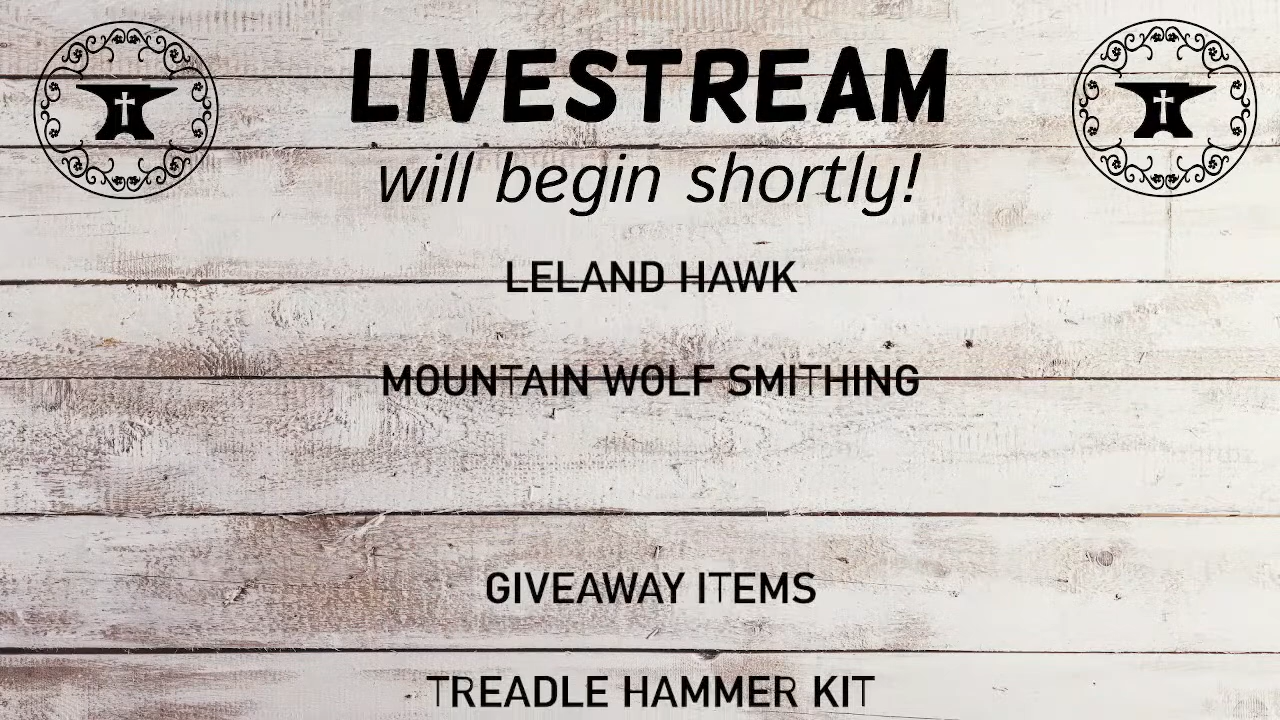 LIVESTREAM
will begin shortly!
LELAND HAWK
MOUNTAIN WOLF SMITHING
GIVEAWAY ITEMS
TREADLE HAMMER KIT